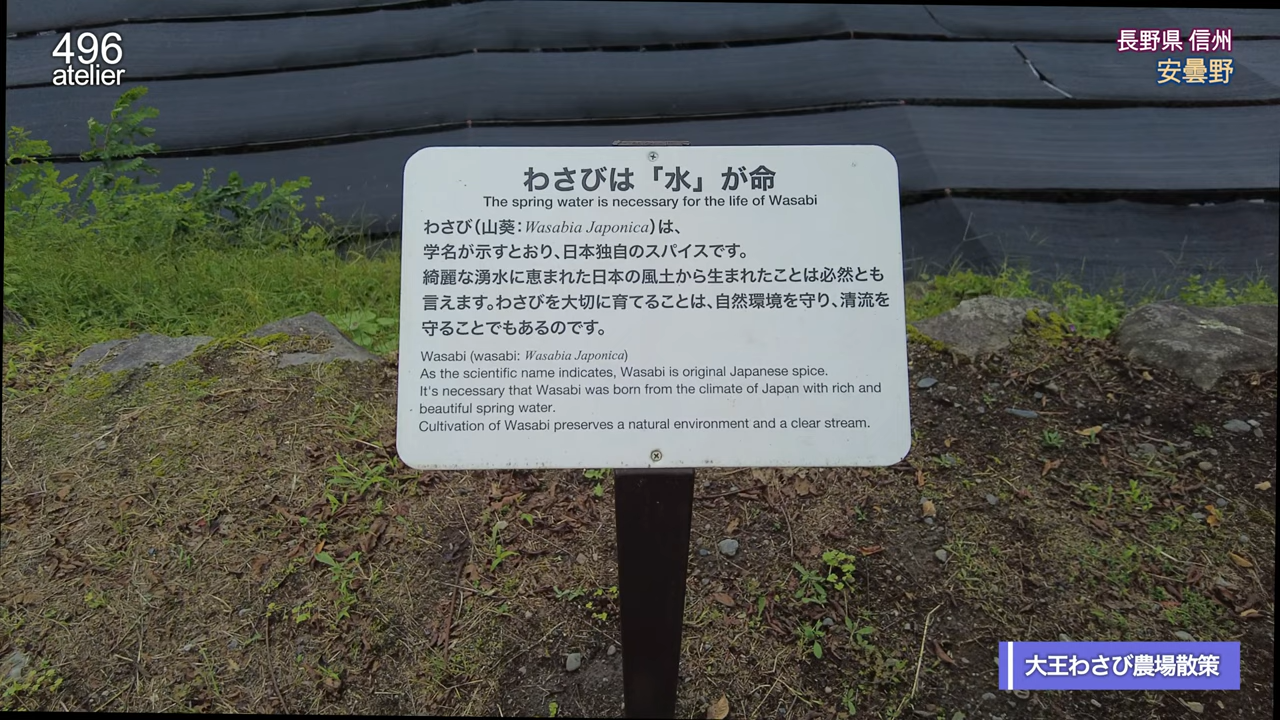 496
atelier
長野県 信州
安曇野
わさびは『水』が命
The spring water is necessary for the life of Wasabi
わさび(山葵:Wasabia Japonica)は、
学名が示すとおり、日本独自のスパイスです。
綺麗な湧水に恵まれた日本の風土から生まれたことは必然とも
言えます。わさびを大切に育てることは、自然環境を守り、清流を
守ることでもあるのです。
Wasabi (wasabi: Wasabia Japonica)
As the scientific name indicates, Wasabi is original Japanese spice.
It's necessary that Wasabi was born from the climate of Japan with rich and
beautiful spring water.
Cultivation of Wasabi preserves a natural environment and a clear stream.
大王わさび農場散策